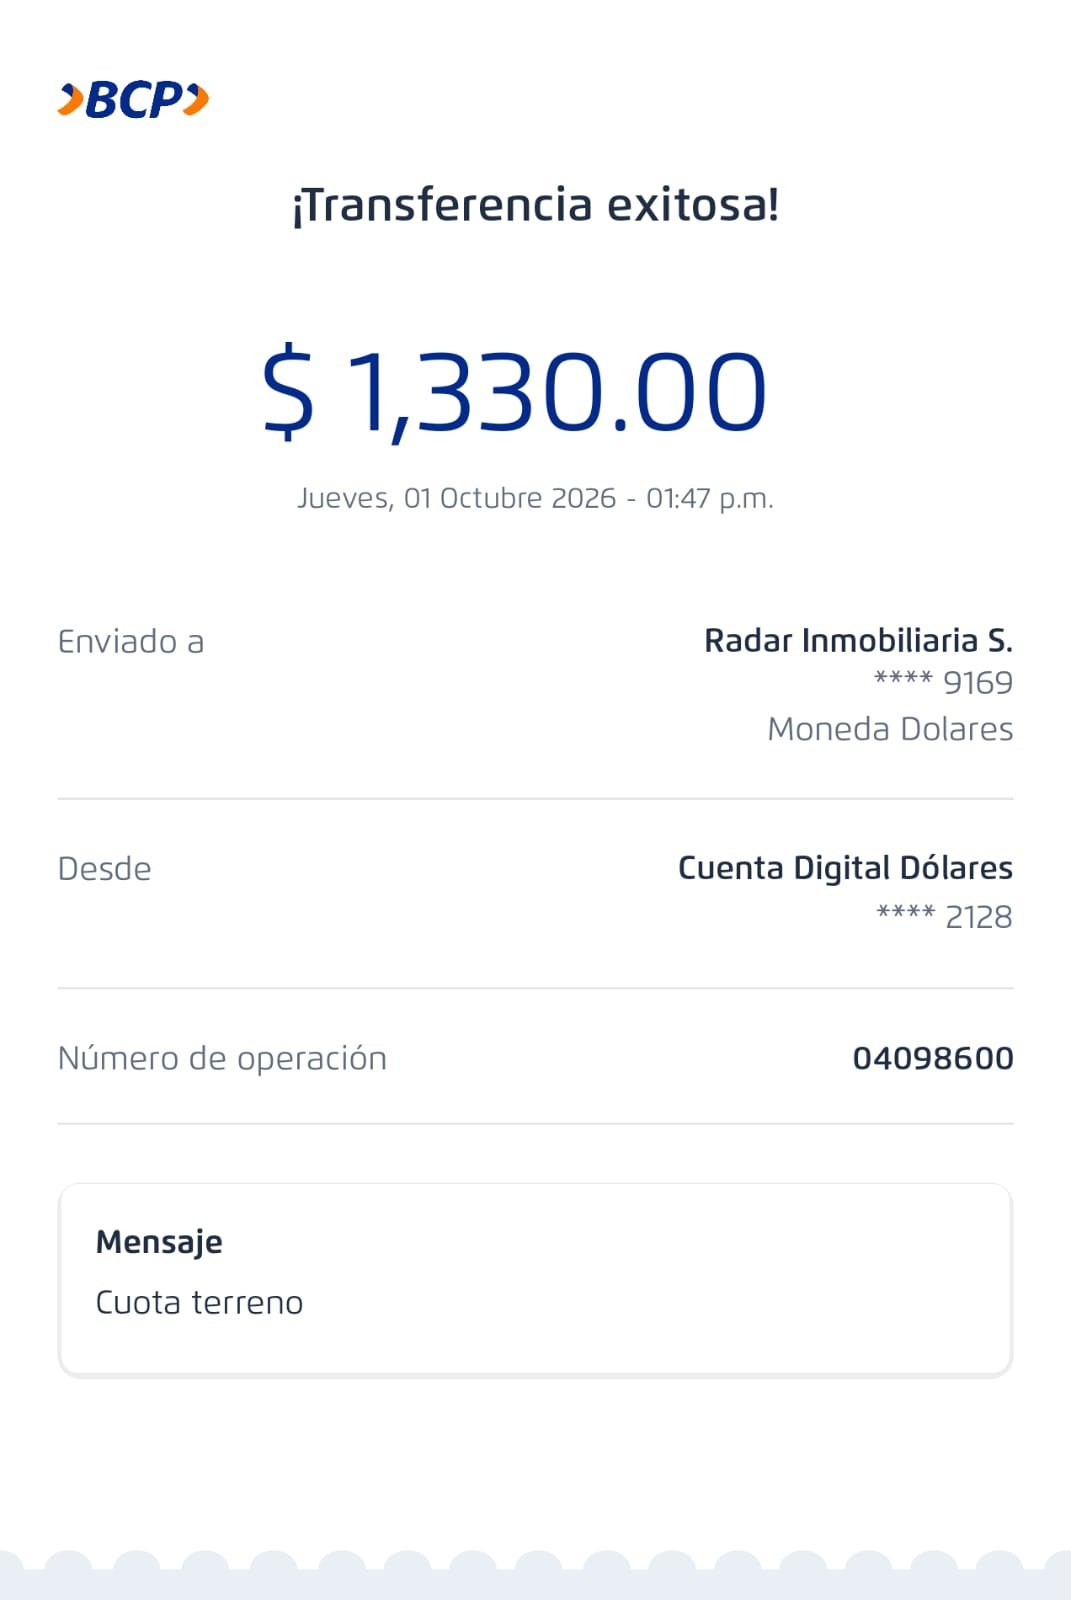 BCP
¡Transferencia exitosa!
$ 1,330.00
Jueves, 01 Octubre 2026 - 01:47 p.m.
Enviado a
Radar Inmobiliaria S.
**** 9169
Moneda Dolares
Desde
Cuenta Digital Dólares
**** 2128
Número de operación
04098600
Mensaje
Cuota terreno